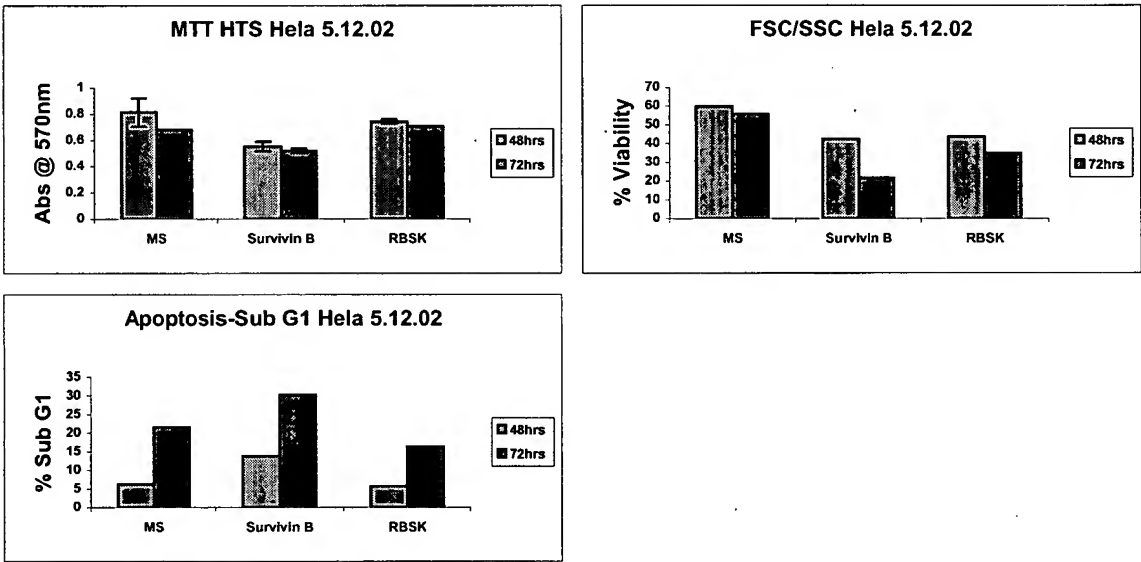 MTT HTS Hela 5.12.02
Abs @ 570nm
1
0.8
0.6
0.4
0.2
0
MS
Survivin B
RBSK
48hrs
72hrs
FSC/SSC Hela 5.12.02
% Viability
70
60
50
40
30
20
10
0
MS
Survivin B
RBSK
48hrs
72hrs
Apoptosis-Sub G1 Hela 5.12.02
% Sub G1
35
30
25
20
15
10
5
0
MS
Survivin B
RBSK
48hrs
72hrs